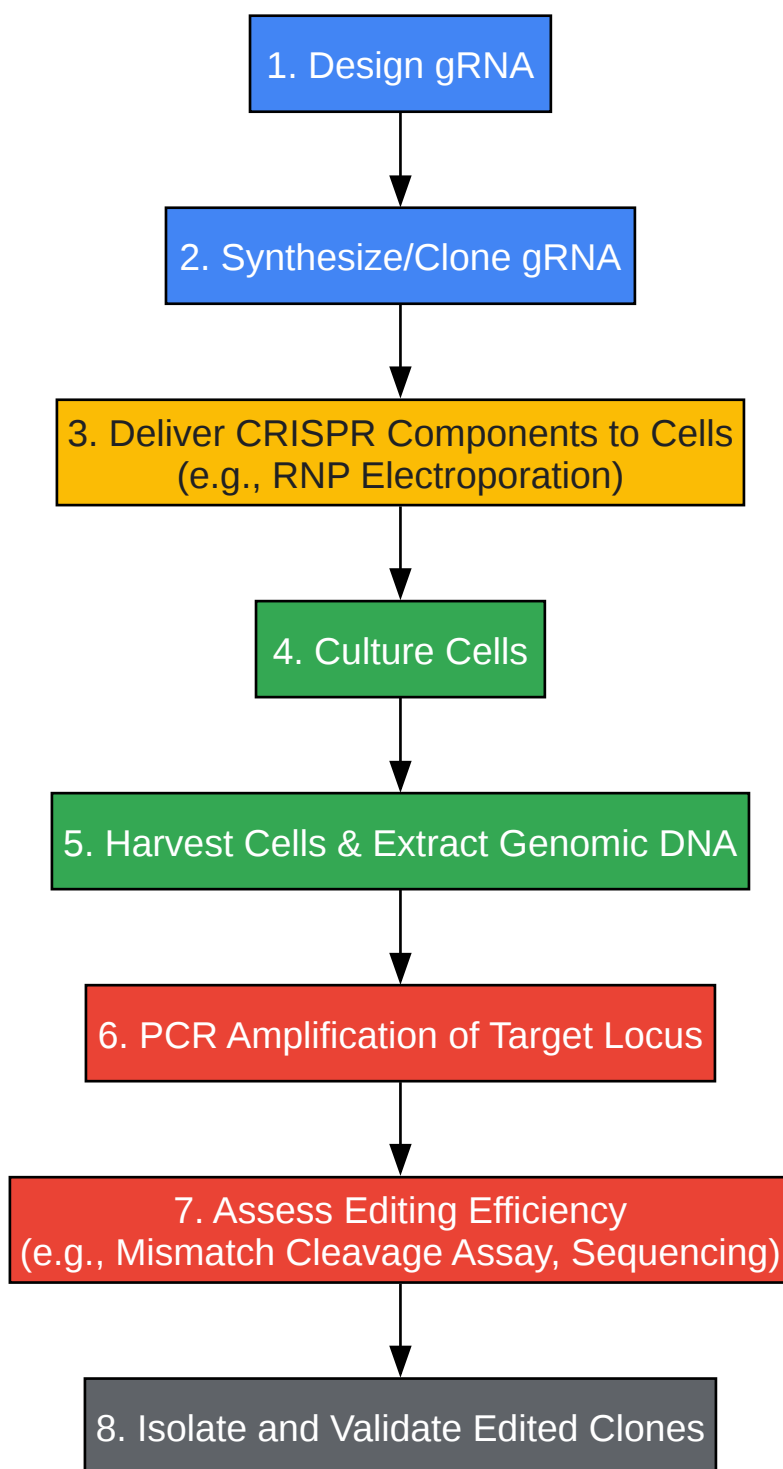 1. Design gRNA
2. Synthesize/Clone gRNA
3. Deliver CRISPR Components to Cells
(e.g., RNP Electroporation)
4. Culture Cells
5. Harvest Cells & Extract Genomic DNA
6. PCR Amplification of Target Locus
7. Assess Editing Efficiency
(e.g., Mismatch Cleavage Assay, Sequencing)
8. Isolate and Validate Edited Clones